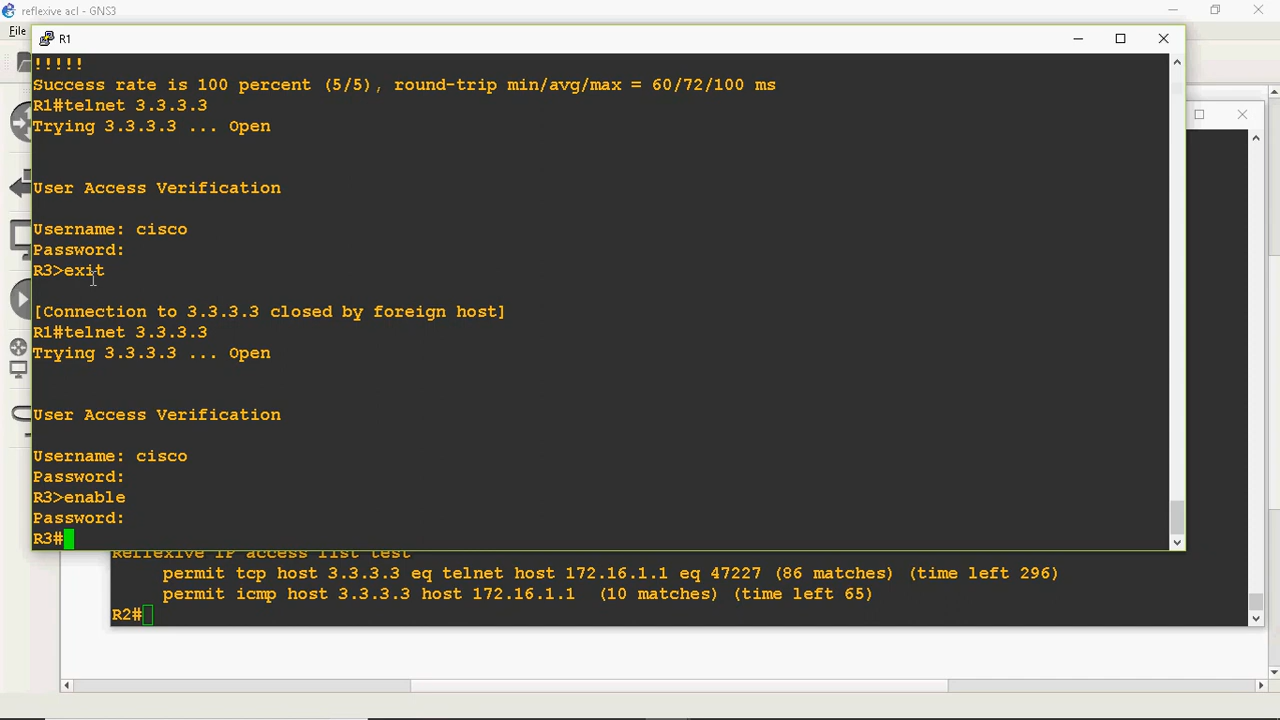 reflexive acl - GNS3
File
R1
!!!!!
Success rate is 100 percent (5/5), round-trip min/avg/max = 60/72/100 ms
R1#telnet 3.3.3.3
Trying 3.3.3.3 ... Open
User Access Verification
Username: cisco
Password:
R3>exit
[Connection to 3.3.3.3 closed by foreign host]
R1#telnet 3.3.3.3
Trying 3.3.3.3 ... Open
User Access Verification
Username: cisco
Password:
R3>enable
Password:
R3#
Reflexive IP access list test
permit tcp host 3.3.3.3 eq telnet host 172.16.1.1 eq 47227 (86 matches) (time left 296)
permit icmp host 3.3.3.3 host 172.16.1.1 (10 matches) (time left 65)
R2#